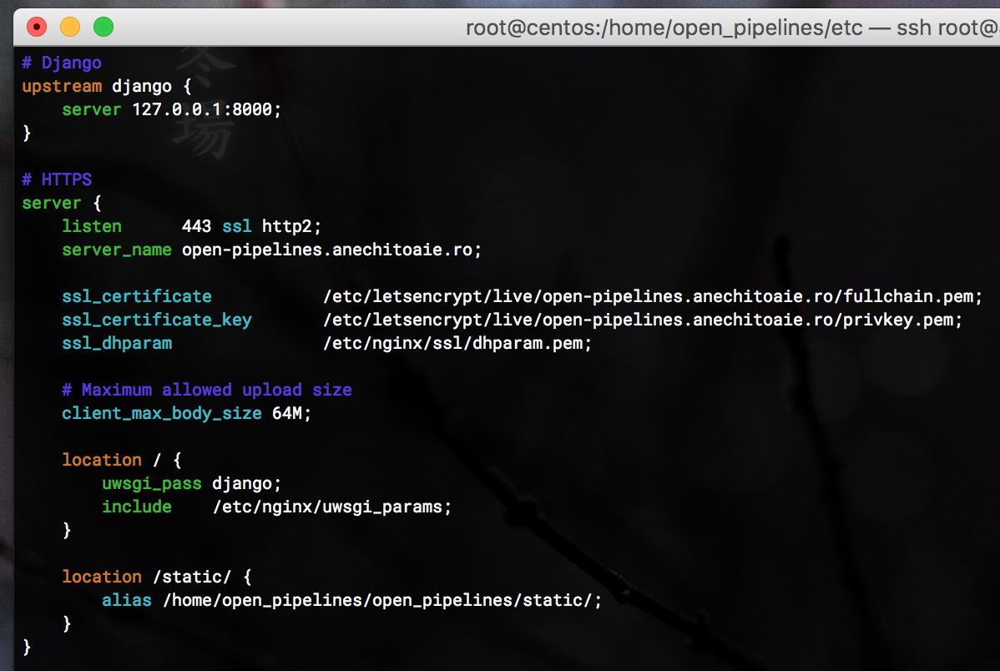 root@centos:/home/open_pipelines/etc — ssh root@
# Django
upstream django {
    server 127.0.0.1:8000;
}
# HTTPS
server {
    listen      443 ssl http2;
    server_name open-pipelines.anechitoaie.ro;
    ssl_certificate           /etc/letsencrypt/live/open-pipelines.anechitoaie.ro/fullchain.pem;
    ssl_certificate_key       /etc/letsencrypt/live/open-pipelines.anechitoaie.ro/privkey.pem;
    ssl_dhparam               /etc/nginx/ssl/dhparam.pem;
    # Maximum allowed upload size
    client_max_body_size 64M;
    location / {
        uwsgi_pass django;
        include    /etc/nginx/uwsgi_params;
    }
    location /static/ {
        alias /home/open_pipelines/open_pipelines/static/;
    }
}